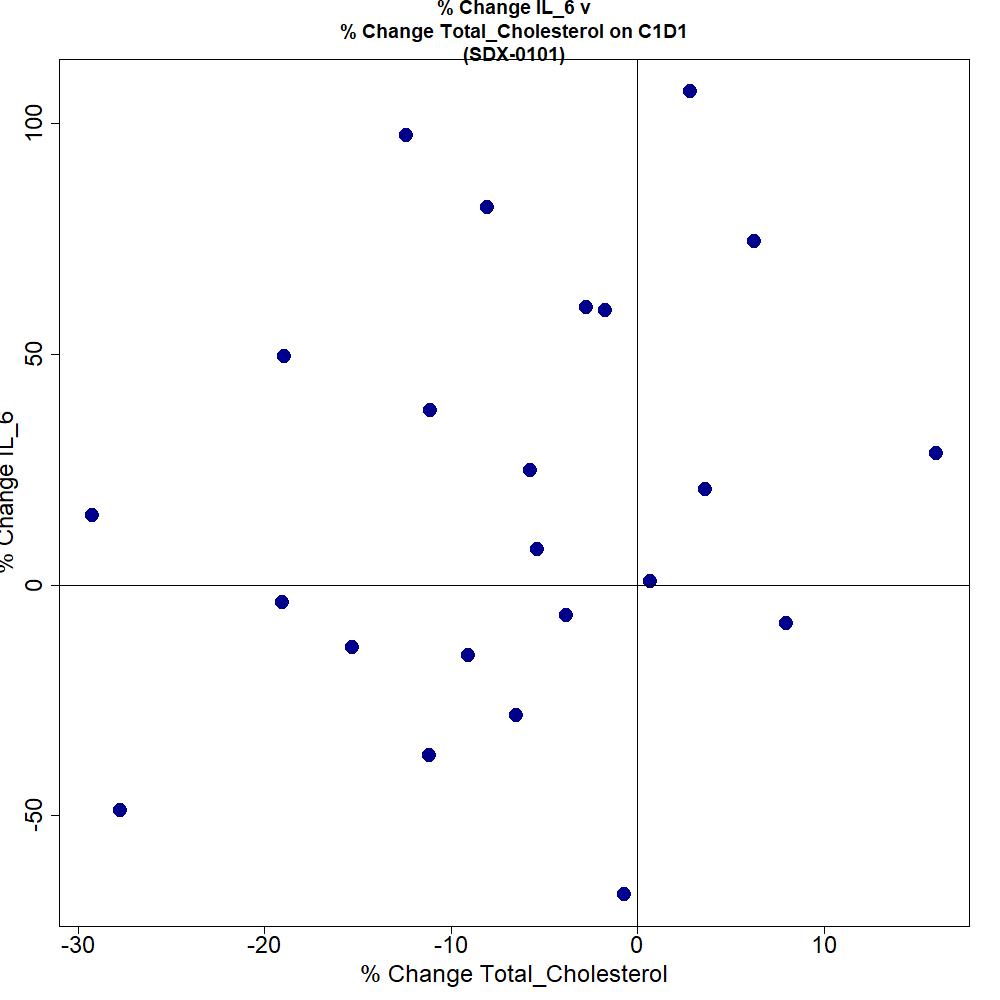 % Change IL_6 v
% Change Total_Cholesterol on C1D1
(SDX-0101)
100
50
0
-50
% Change IL_6
-30 -20 -10 0 10
% Change Total_Cholesterol